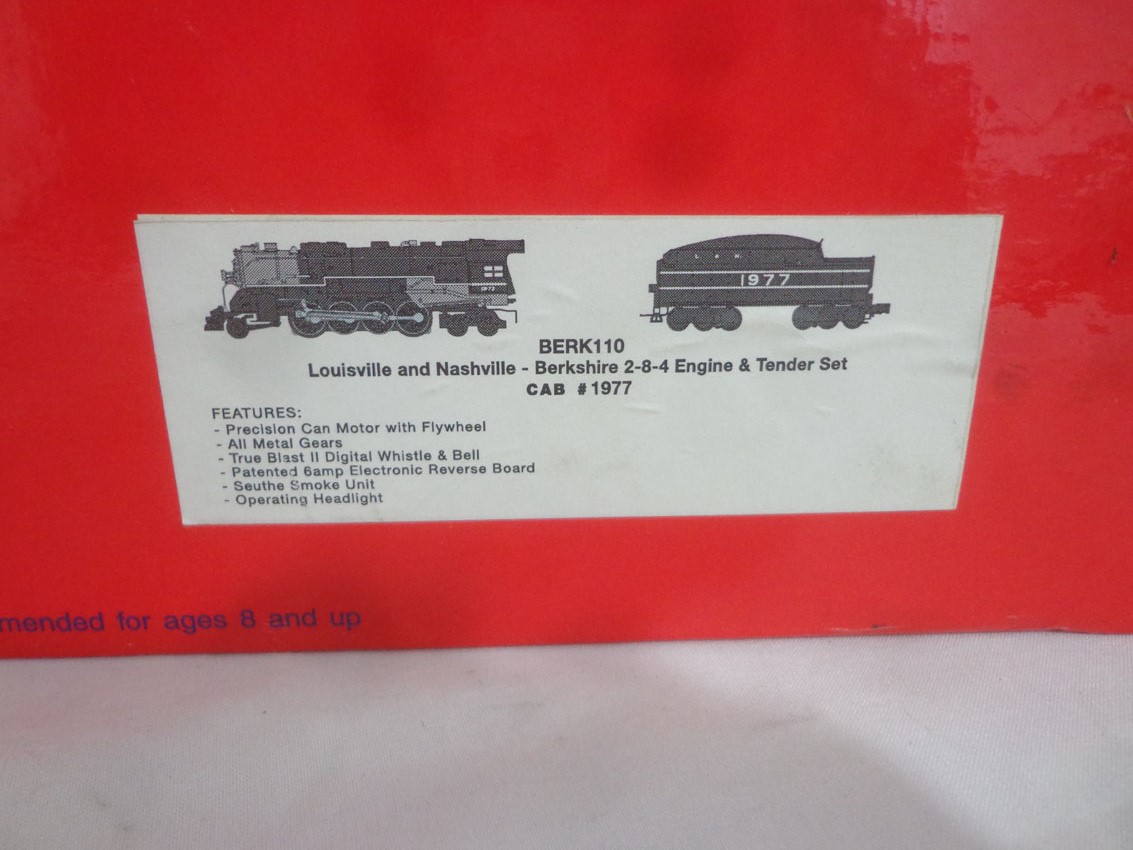 L & N
1977
BERK110
Louisville and Nashville - Berkshire 2-8-4 Engine & Tender Set
CAB # 1977
FEATURES:
- Precision Can Motor with Flywheel
- All Metal Gears
- True Blast II Digital Whistle & Bell
- Patented 6amp Electronic Reverse Board
- Seuthe Smoke Unit
- Operating Headlight
mended for ages 8 and up